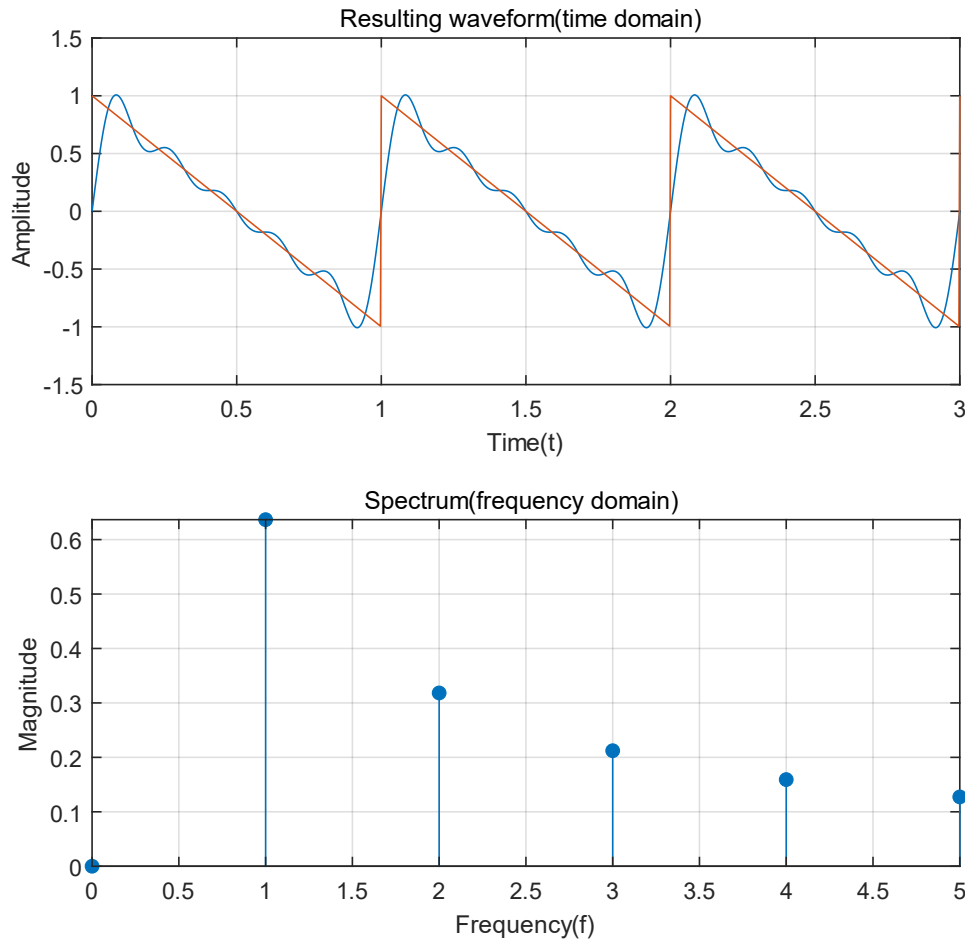 Resulting waveform(time domain)
1.5
1
0.5
0
-0.5
-1
-1.5
Amplitude
0 0.5 1 1.5 2 2.5 3
Time(t)
Spectrum(frequency domain)
0.6
0.5
0.4
0.3
0.2
0.1
0
Magnitude
0 0.5 1 1.5 2 2.5 3 3.5 4 4.5 5
Frequency(f)